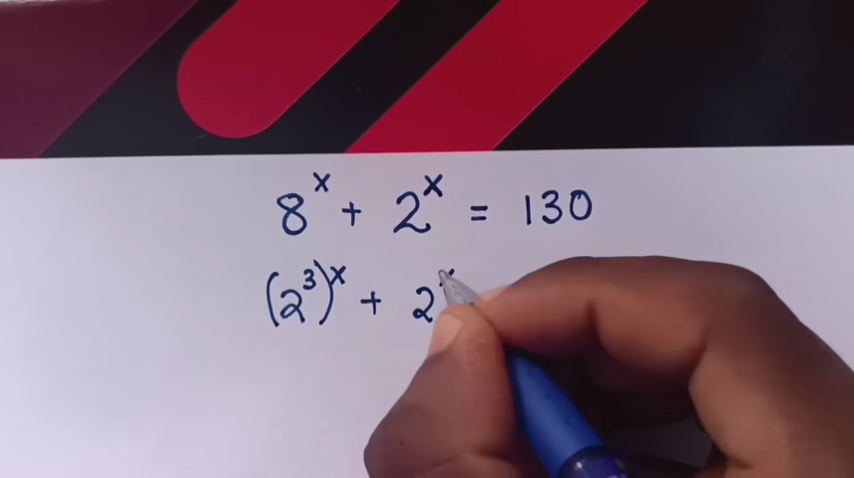 8^x + 2^x = 130
(2^3)^x + 2^x